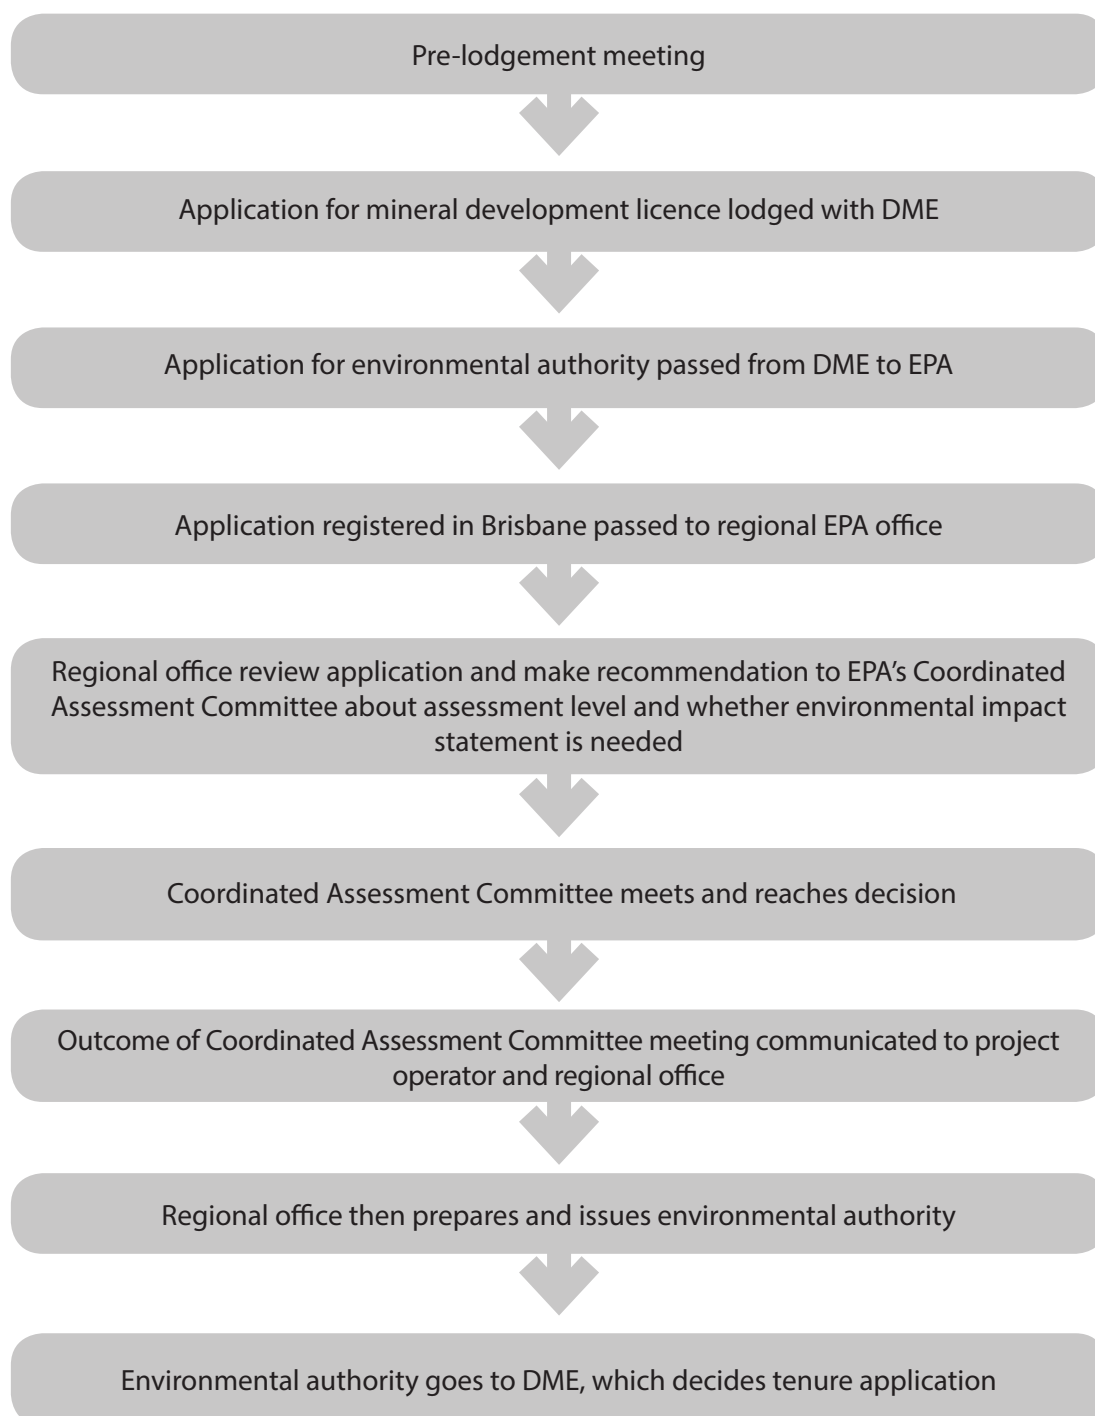 Pre-lodgement meeting
Application for mineral development licence lodged with DME
Application for environmental authority passed from DME to EPA
Application registered in Brisbane passed to regional EPA office
Regional office review application and make recommendation to EPA’s Coordinated
Assessment Committee about assessment level and whether environmental impact
statement is needed
Coordinated Assessment Committee meets and reaches decision
Outcome of Coordinated Assessment Committee meeting communicated to project
operator and regional office
Regional office then prepares and issues environmental authority
Environmental authority goes to DME, which decides tenure application